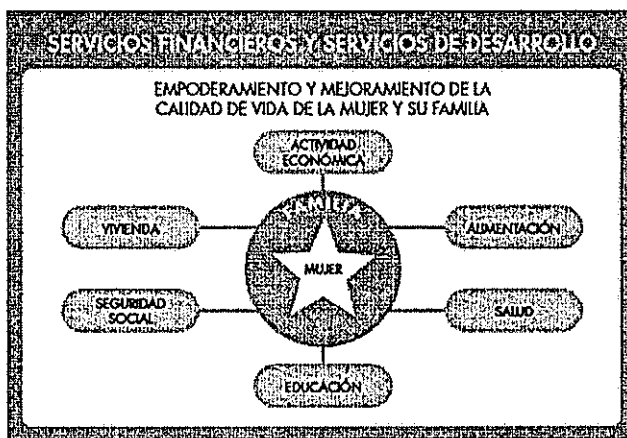 SERVICIOS FINANCIEROS Y SERVICIOS DE DESARROLLO
EMPODERAMIENTO Y MEJORAMIENTO DE LA
CALIDAD DE VIDA DE LA MUJER Y SU FAMILIA
ACTIVIDAD
ECONÓMICA
FAMILIA
VIVIENDA
ALIMENTACIÓN
MUJER
SEGURIDAD
SOCIAL
SALUD
EDUCACIÓN